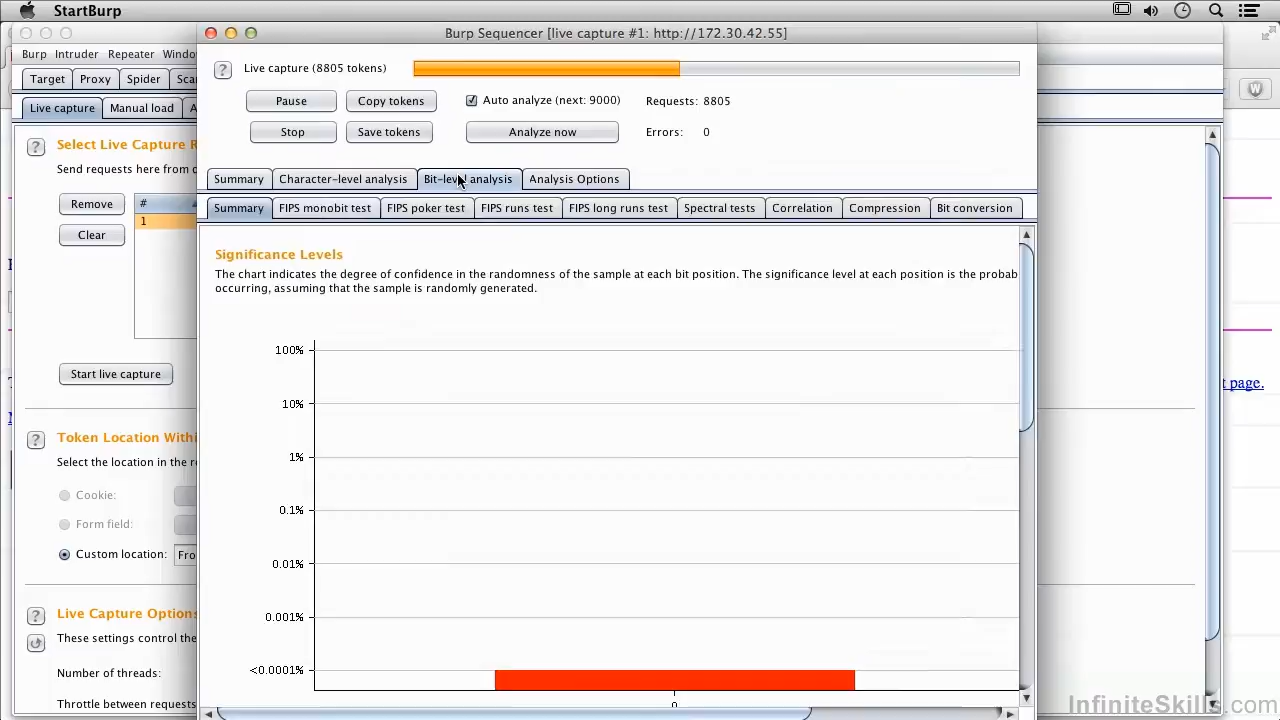 StartBurp
Burp Sequencer [live capture #1: http://172.30.42.55]
Burp Intruder Repeater Window
Live capture (8805 tokens)
Target Proxy Spider
Pause Copy tokens Auto analyze (next: 9000) Requests: 8805
Live capture Manual load
Stop Save tokens Analyze now Errors: 0
Select Live Capture R
Send requests here from o
Summary Character-level analysis Bit-level analysis Analysis Options
Remove #
Summary FIPS monobit test FIPS poker test FIPS runs test FIPS long runs test Spectral tests Correlation Compression Bit conversion
1
Clear
Significance Levels
The chart indicates the degree of confidence in the randomness of the sample at each bit position. The significance level at each position is the probab
occurring, assuming that the sample is randomly generated.
100%
Start live capture
t page.
10%
Token Location Withi
1%
Select the location in the re
Cookie:
0.1%
Form field:
Custom location: Fro
0.01%
Live Capture Options
0.001%
These settings control the
Number of threads:
<0.0001%
Throttle between requests
0
InfiniteSkills.com